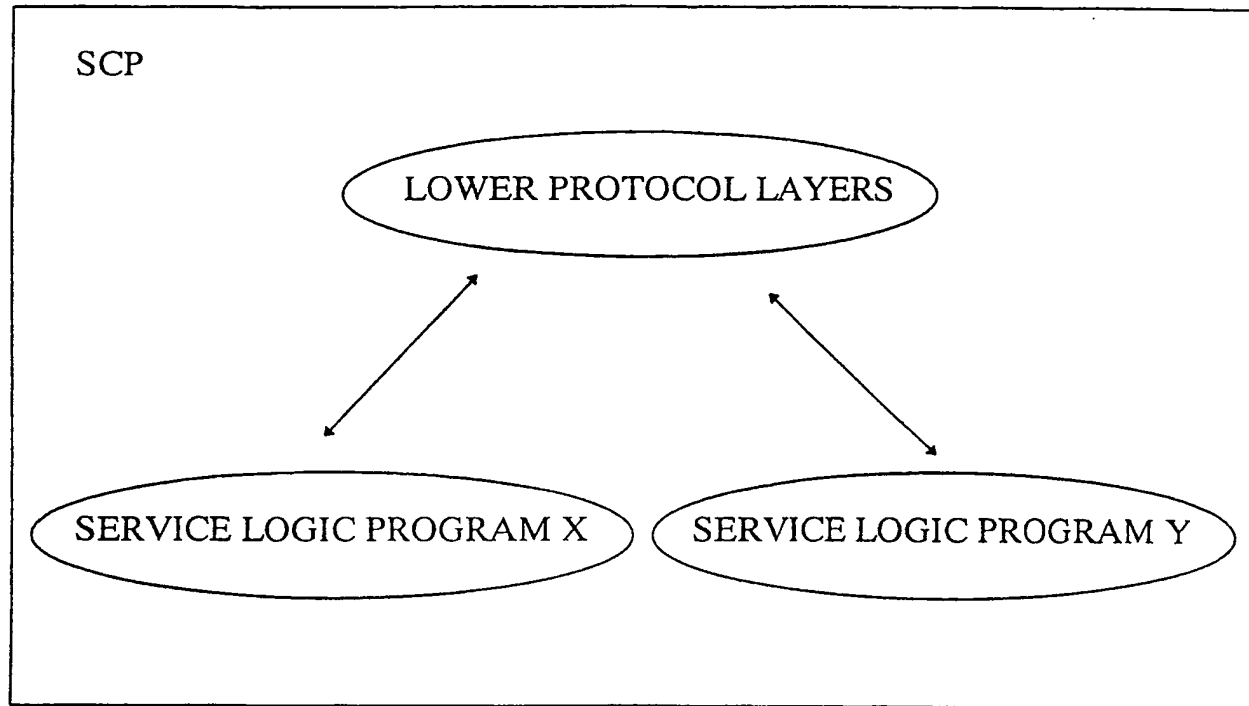 SCP
LOWER PROTOCOL LAYERS
SERVICE LOGIC PROGRAM X
SERVICE LOGIC PROGRAM Y